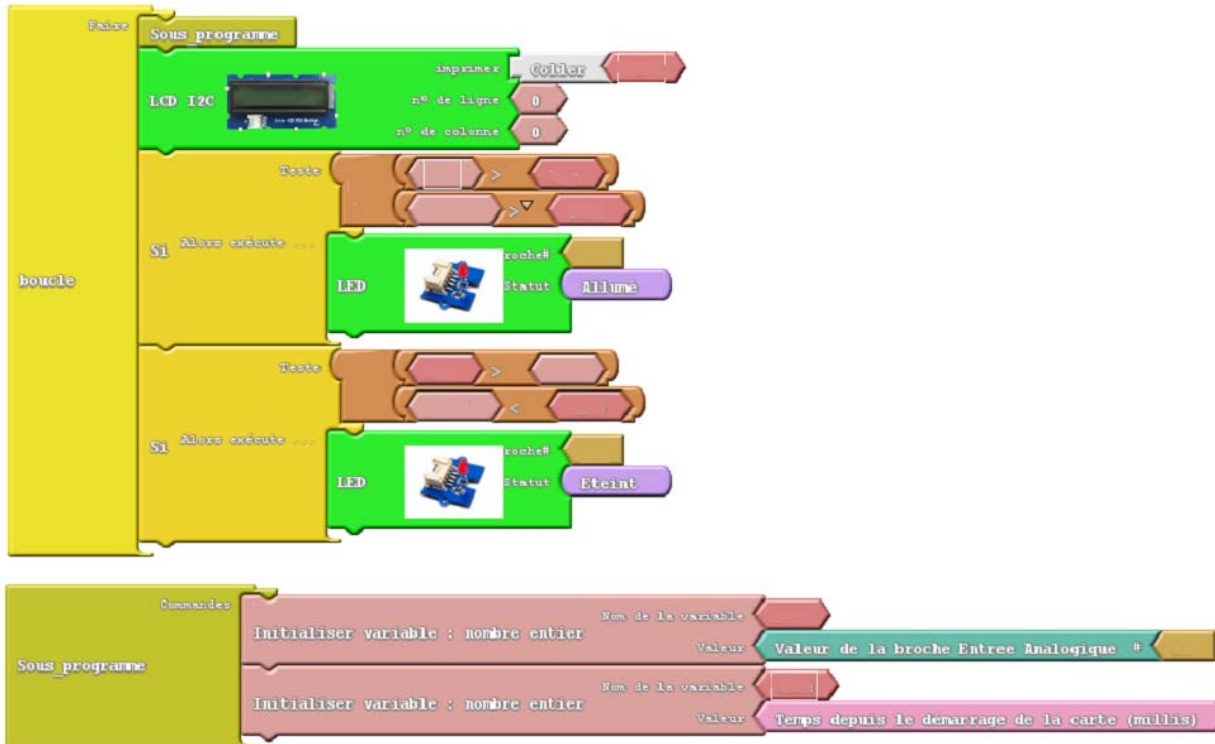 Faire
Sous_programme
imprimer Coller
LCD I2C
n° de ligne 0
n° de colonne 0
Teste
>
>
Si Alors exécute ...
roche#
LED Statut Allumé
boucle
Teste
>
<
Si Alors exécute ...
roche#
LED Statut Eteint
Commandes
Nom de la variable
Initialiser variable : nombre entier
Valeur Valeur de la broche Entree Analogique #
Sous_programme
Nom de la variable
Initialiser variable : nombre entier
Valeur Temps depuis le démarrage de la carte (millis)